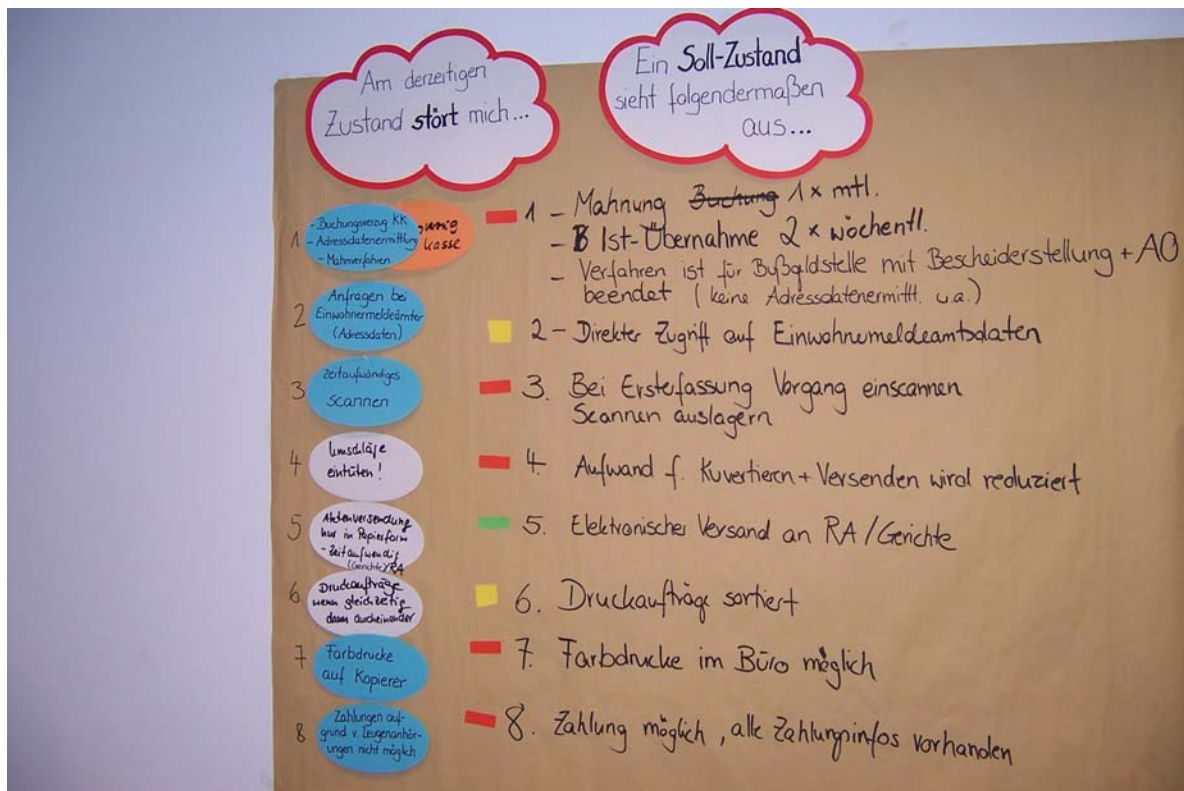 Am derzeitigen
Zustand stört mich...
Ein Soll-Zustand
sieht folgendermaßen
aus...
1
- Buchungsverzug KK
- Adressdatenermittlung
- Mahnverfahren
kasse
1 - Mahnung Buchung 1 x mtl.
- B Ist-Übernahme 2 x wöchentl.
- Verfahren ist für Bußgeldstelle mit Bescheiderstellung + AO
beendet ( keine Adressdatenermittl. u.a.)
2
Anfragen bei
Einwohnermeldeämter
(Adressdaten)
2 - Direkter Zugriff auf Einwohnermeldeamtsdaten
3
Zeitaufwändiges
Scannen
3. Bei Ersterfassung Vorgang einscannen
Scannen auslagern
4
Umschläge
eintüten!
4. Aufwand f. Kuvertieren + Versenden wird reduziert
5
Aktenversendung
nur in Papierform
- Zeitaufwendig
(Gerichte)/RA
5. Elektronischer Versand an RA/Gerichte
6
Druckaufträge
wenn gleichzeitig
dann durcheinander
6. Druckaufträge sortiert
7
Farbdrucke
auf Kopierer
7. Farbdrucke im Büro möglich
8
Zahlungen auf-
grund v. Zeugenanhör-
ungen nicht möglich
8. Zahlung möglich, alle Zahlungsinfos vorhanden